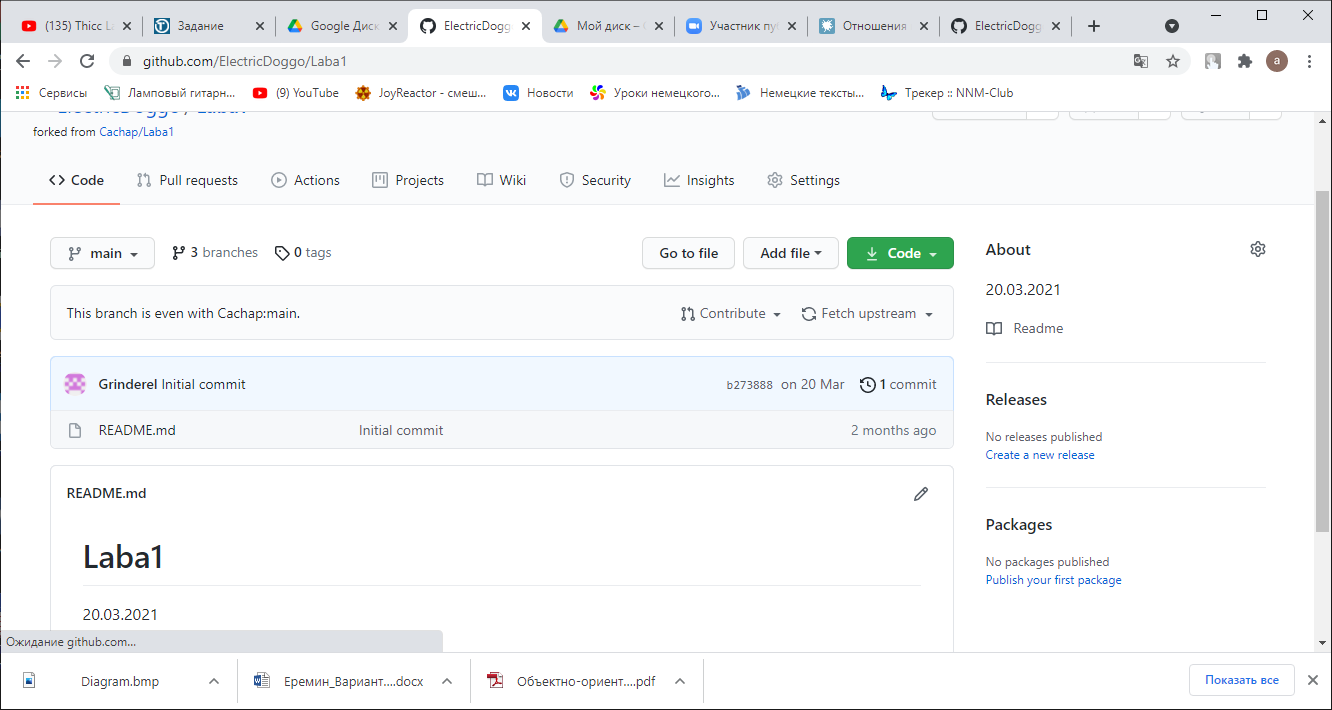 (135) Thicc La
Задание
Google Диск
ElectricDogg
Мой диск – G
Участник пу
Отношения
ElectricDogg
github.com/ElectricDoggo/Laba1
a
Сервисы
Ламповый гитарн...
(9) YouTube
JoyReactor - смеш...
Новости
Уроки немецкого...
Немецкие тексты...
Трекер :: NNM-Club
ElectricDoggo / Laba1
forked from Cachap/Laba1
Code
Pull requests
Actions
Projects
Wiki
Security
Insights
Settings
main
3 branches
0 tags
Go to file
Add file
Code
This branch is even with Cachap:main.
Contribute
Fetch upstream
Grinderel Initial commit
b273888 on 20 Mar
1 commit
README.md
Initial commit
2 months ago
README.md
Laba1
20.03.2021
About
20.03.2021
Readme
Releases
No releases published
Create a new release
Packages
No packages published
Publish your first package
Ожидание github.com...
Diagram.bmp
Еремин_Вариант....docx
Объектно-ориент....pdf
Показать все